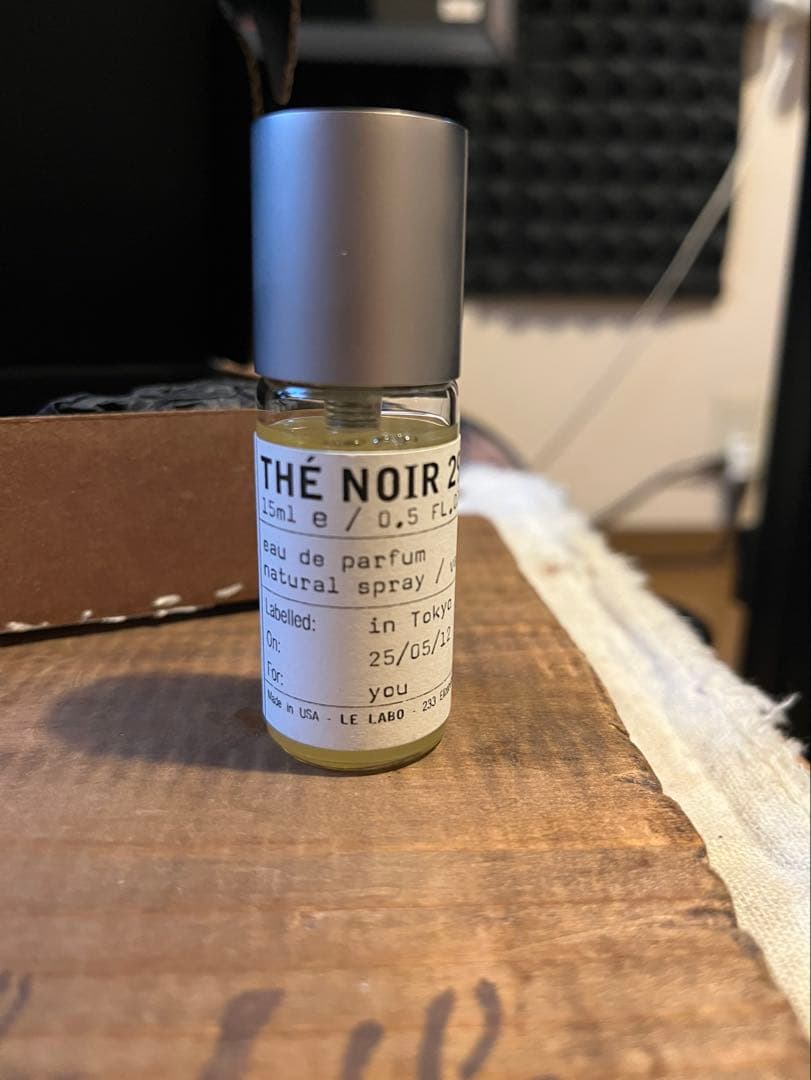 THÉ NOIR 2
15ml e / 0.5 FL.
eau de parfum
natural spray /
Labelled: in Tokyo
On: 25/05/12
For: you
Made in USA - LE LABO - 233